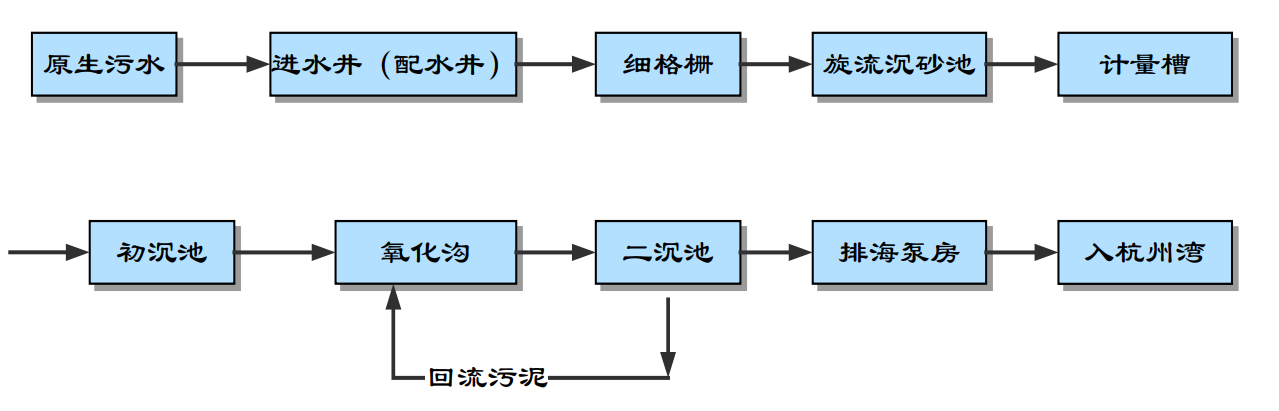 原生污水
进水井（配水井）
细格栅
旋流沉砂池
计量槽
初沉池
氧化沟
二沉池
排海泵房
入杭州湾
回流污泥